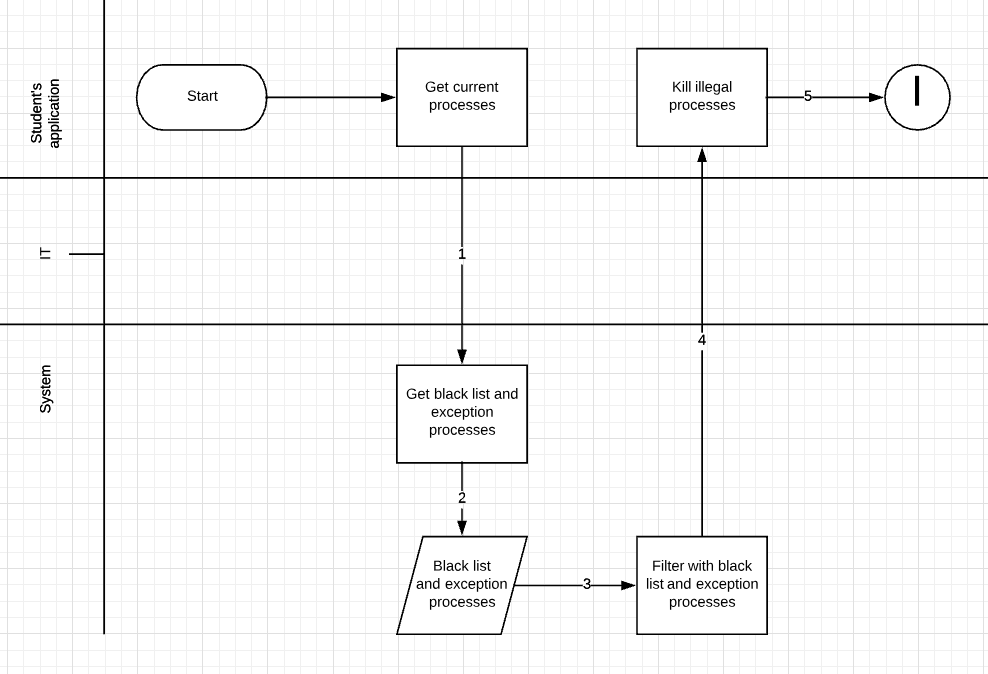 Student's
application
Start
Get current
processes
Kill illegal
processes
5
I
IT
1
4
System
Get black list and
exception
processes
2
Black list
and exception
processes
3
Filter with black
list and exception
processes